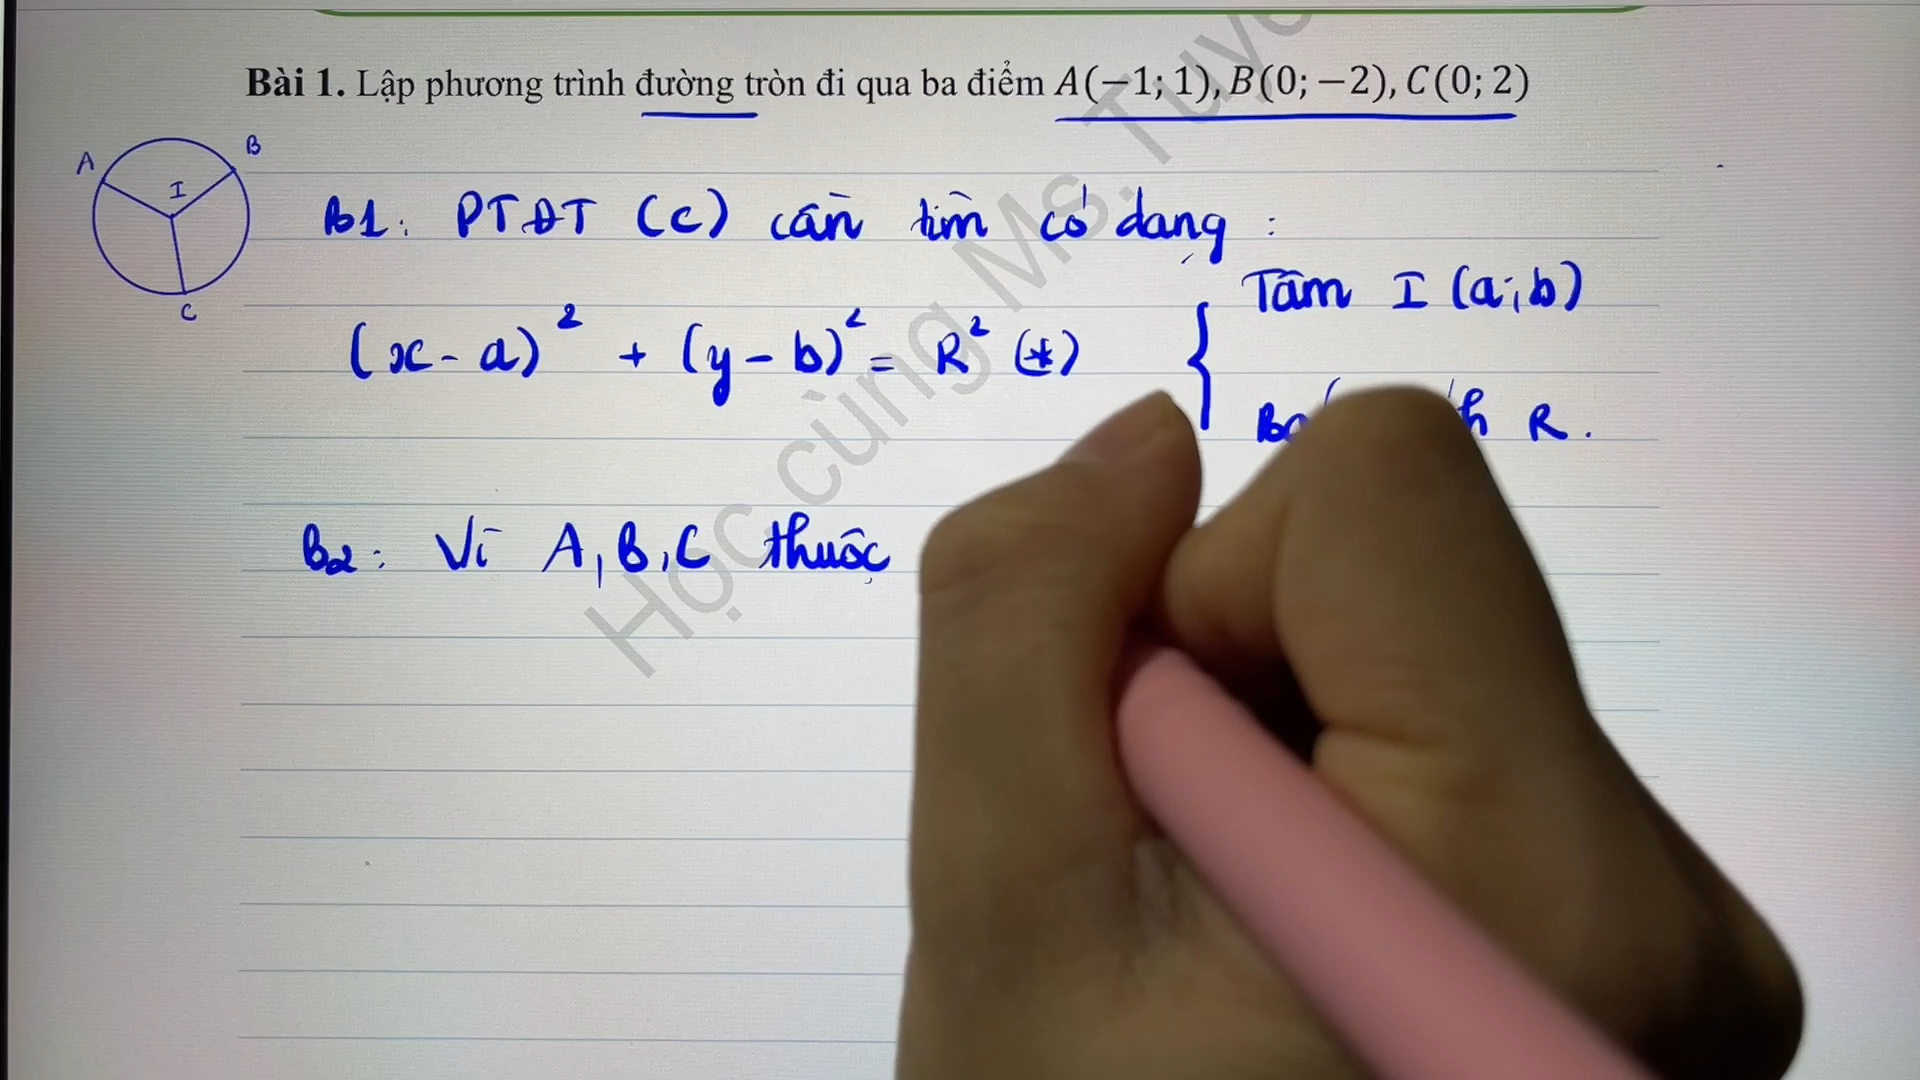 Bài 1. Lập phương trình đường tròn đi qua ba điểm A(−1; 1), B(0; −2), C(0; 2)
A
B
I
C
B1: PTĐT (C) cần tìm có dạng :
(x - a)² + (y - b)² = R² (*)
Tâm I (a; b)
R.
B2: Vì A, B, C thuộc
Học cùng Ms. Tuyế